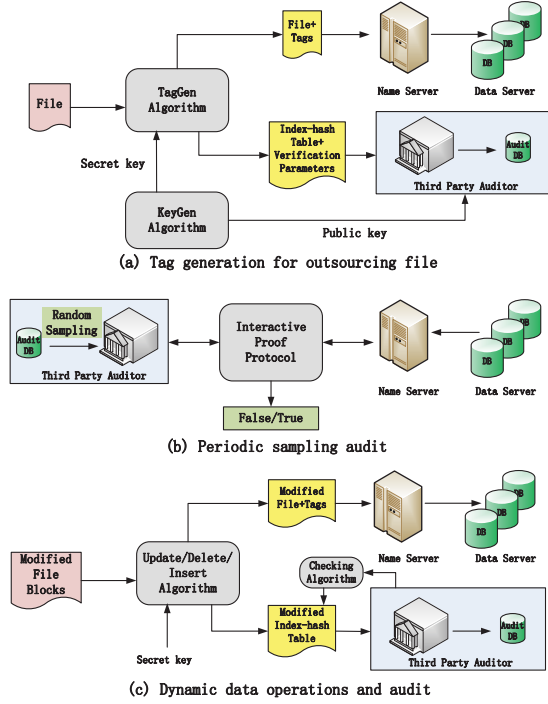 File+
Tags
DB
DB
DB
File
TagGen
Algorithm
Name Server
Data Server
Index-hash
Table+
Verification
Parameters
Audit
DB
Secret key
Third Party Auditor
KeyGen
Algorithm
Public key
(a) Tag generation for outsourcing file
Random
Sampling
Audit
DB
Third Party Auditor
Interactive
Proof
Protocol
DB
DB
DB
Name Server
Data Server
False/True
(b) Periodic sampling audit
Modified
File+Tags
DB
DB
DB
Name Server
Data Server
Modified
File
Blocks
Update/Delete/
Insert
Algorithm
Checking
Algorithm
Modified
Index-hash
Table
Audit
DB
Secret key
Third Party Auditor
(c) Dynamic data operations and audit